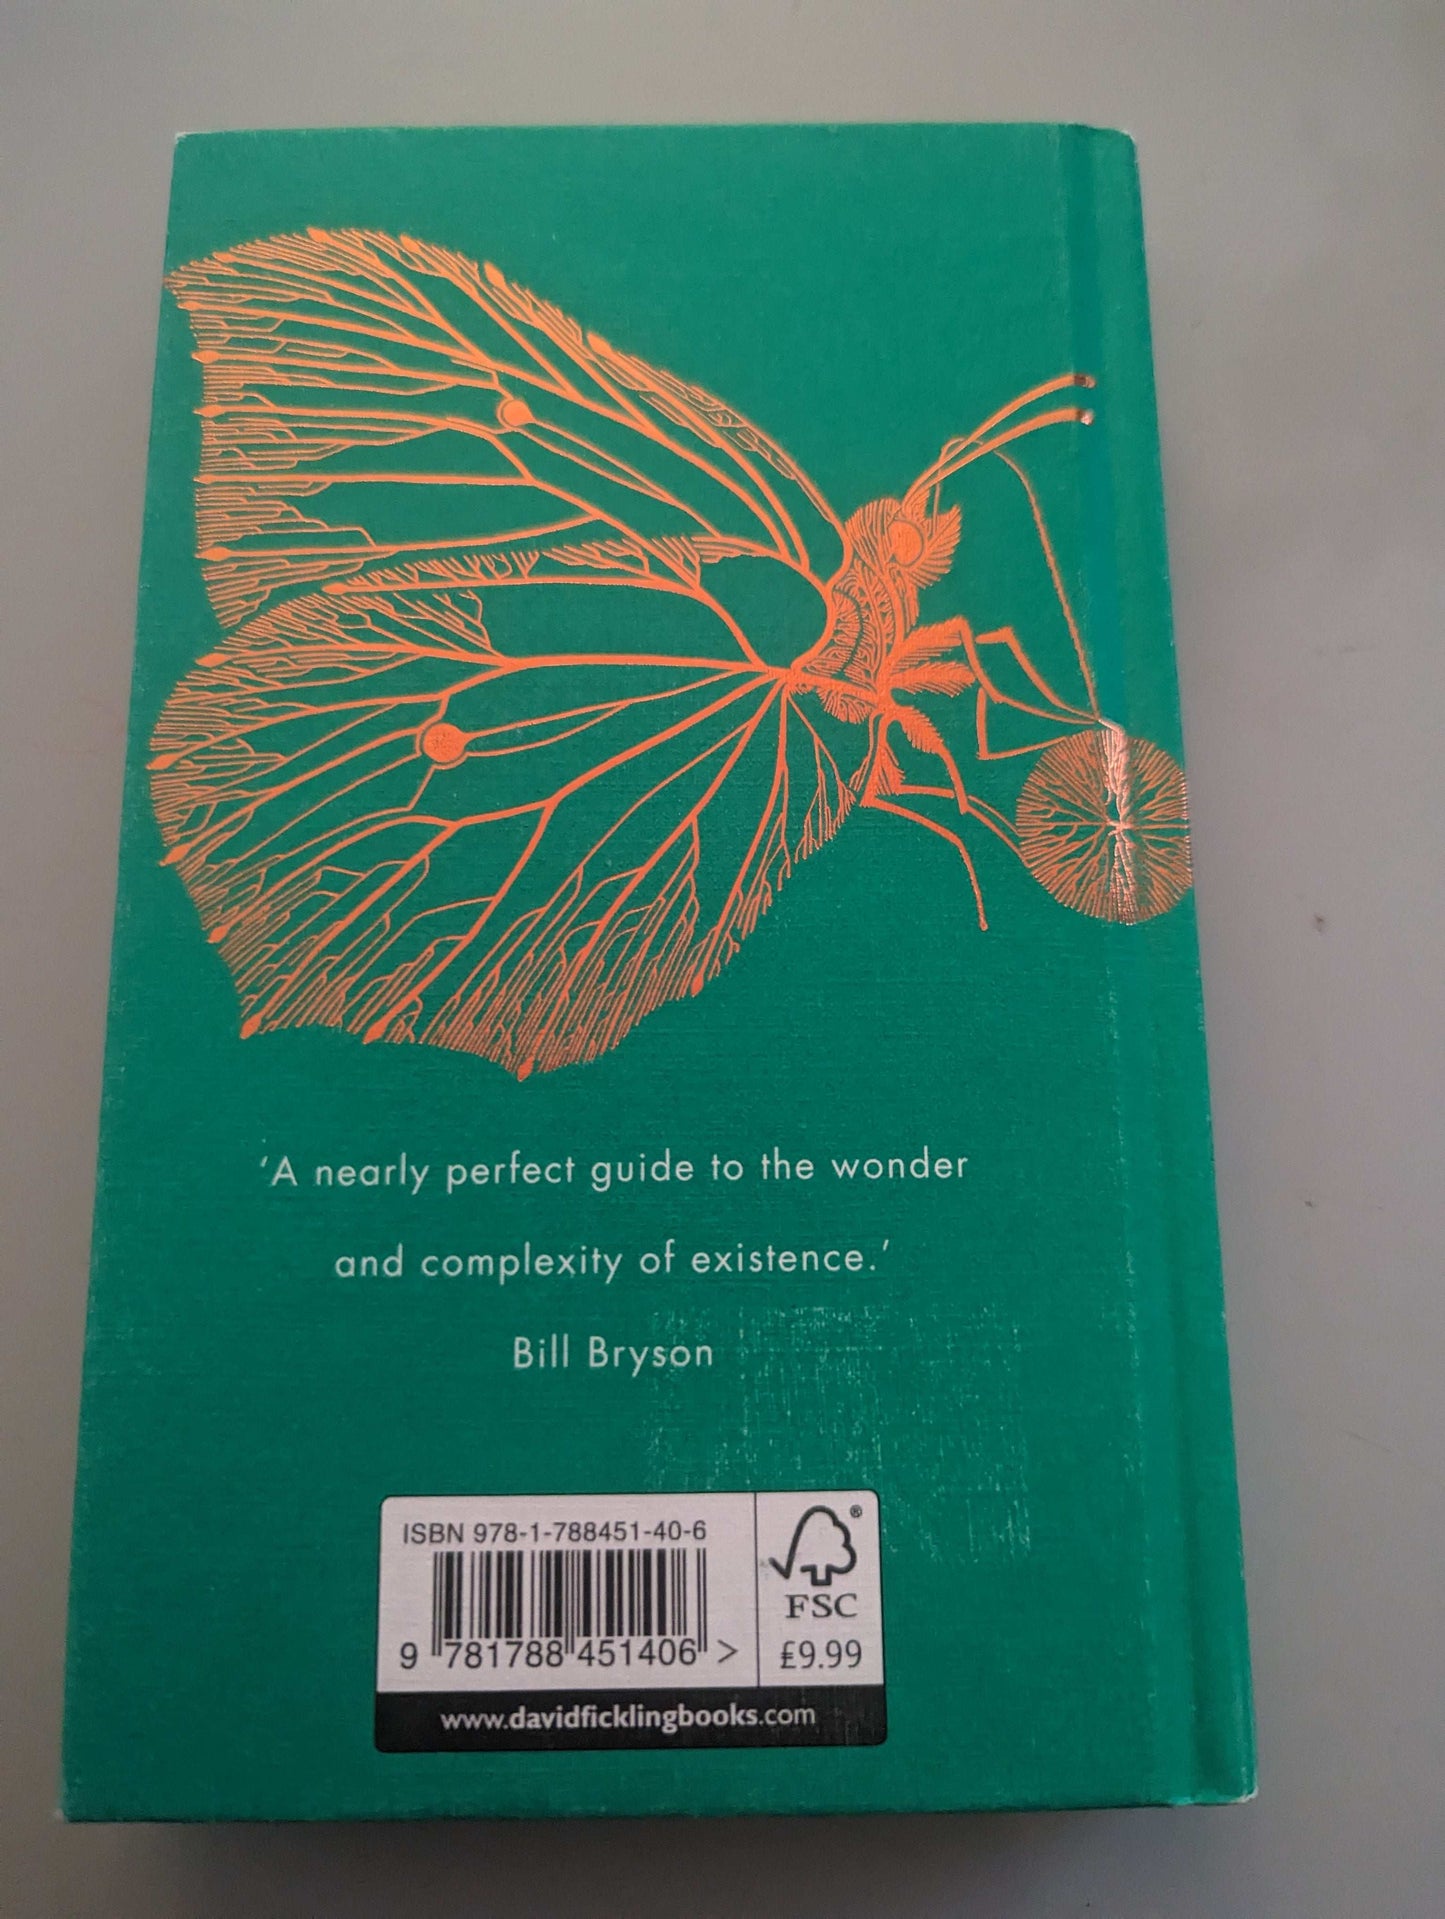 ‘A nearly perfect guide to the wonder
and complexity of existence.’
Bill Bryson
ISBN 978-1-788451-40-6
9 781788 451406 >
®
FSC
£9.99
www.davidficklingbooks.com